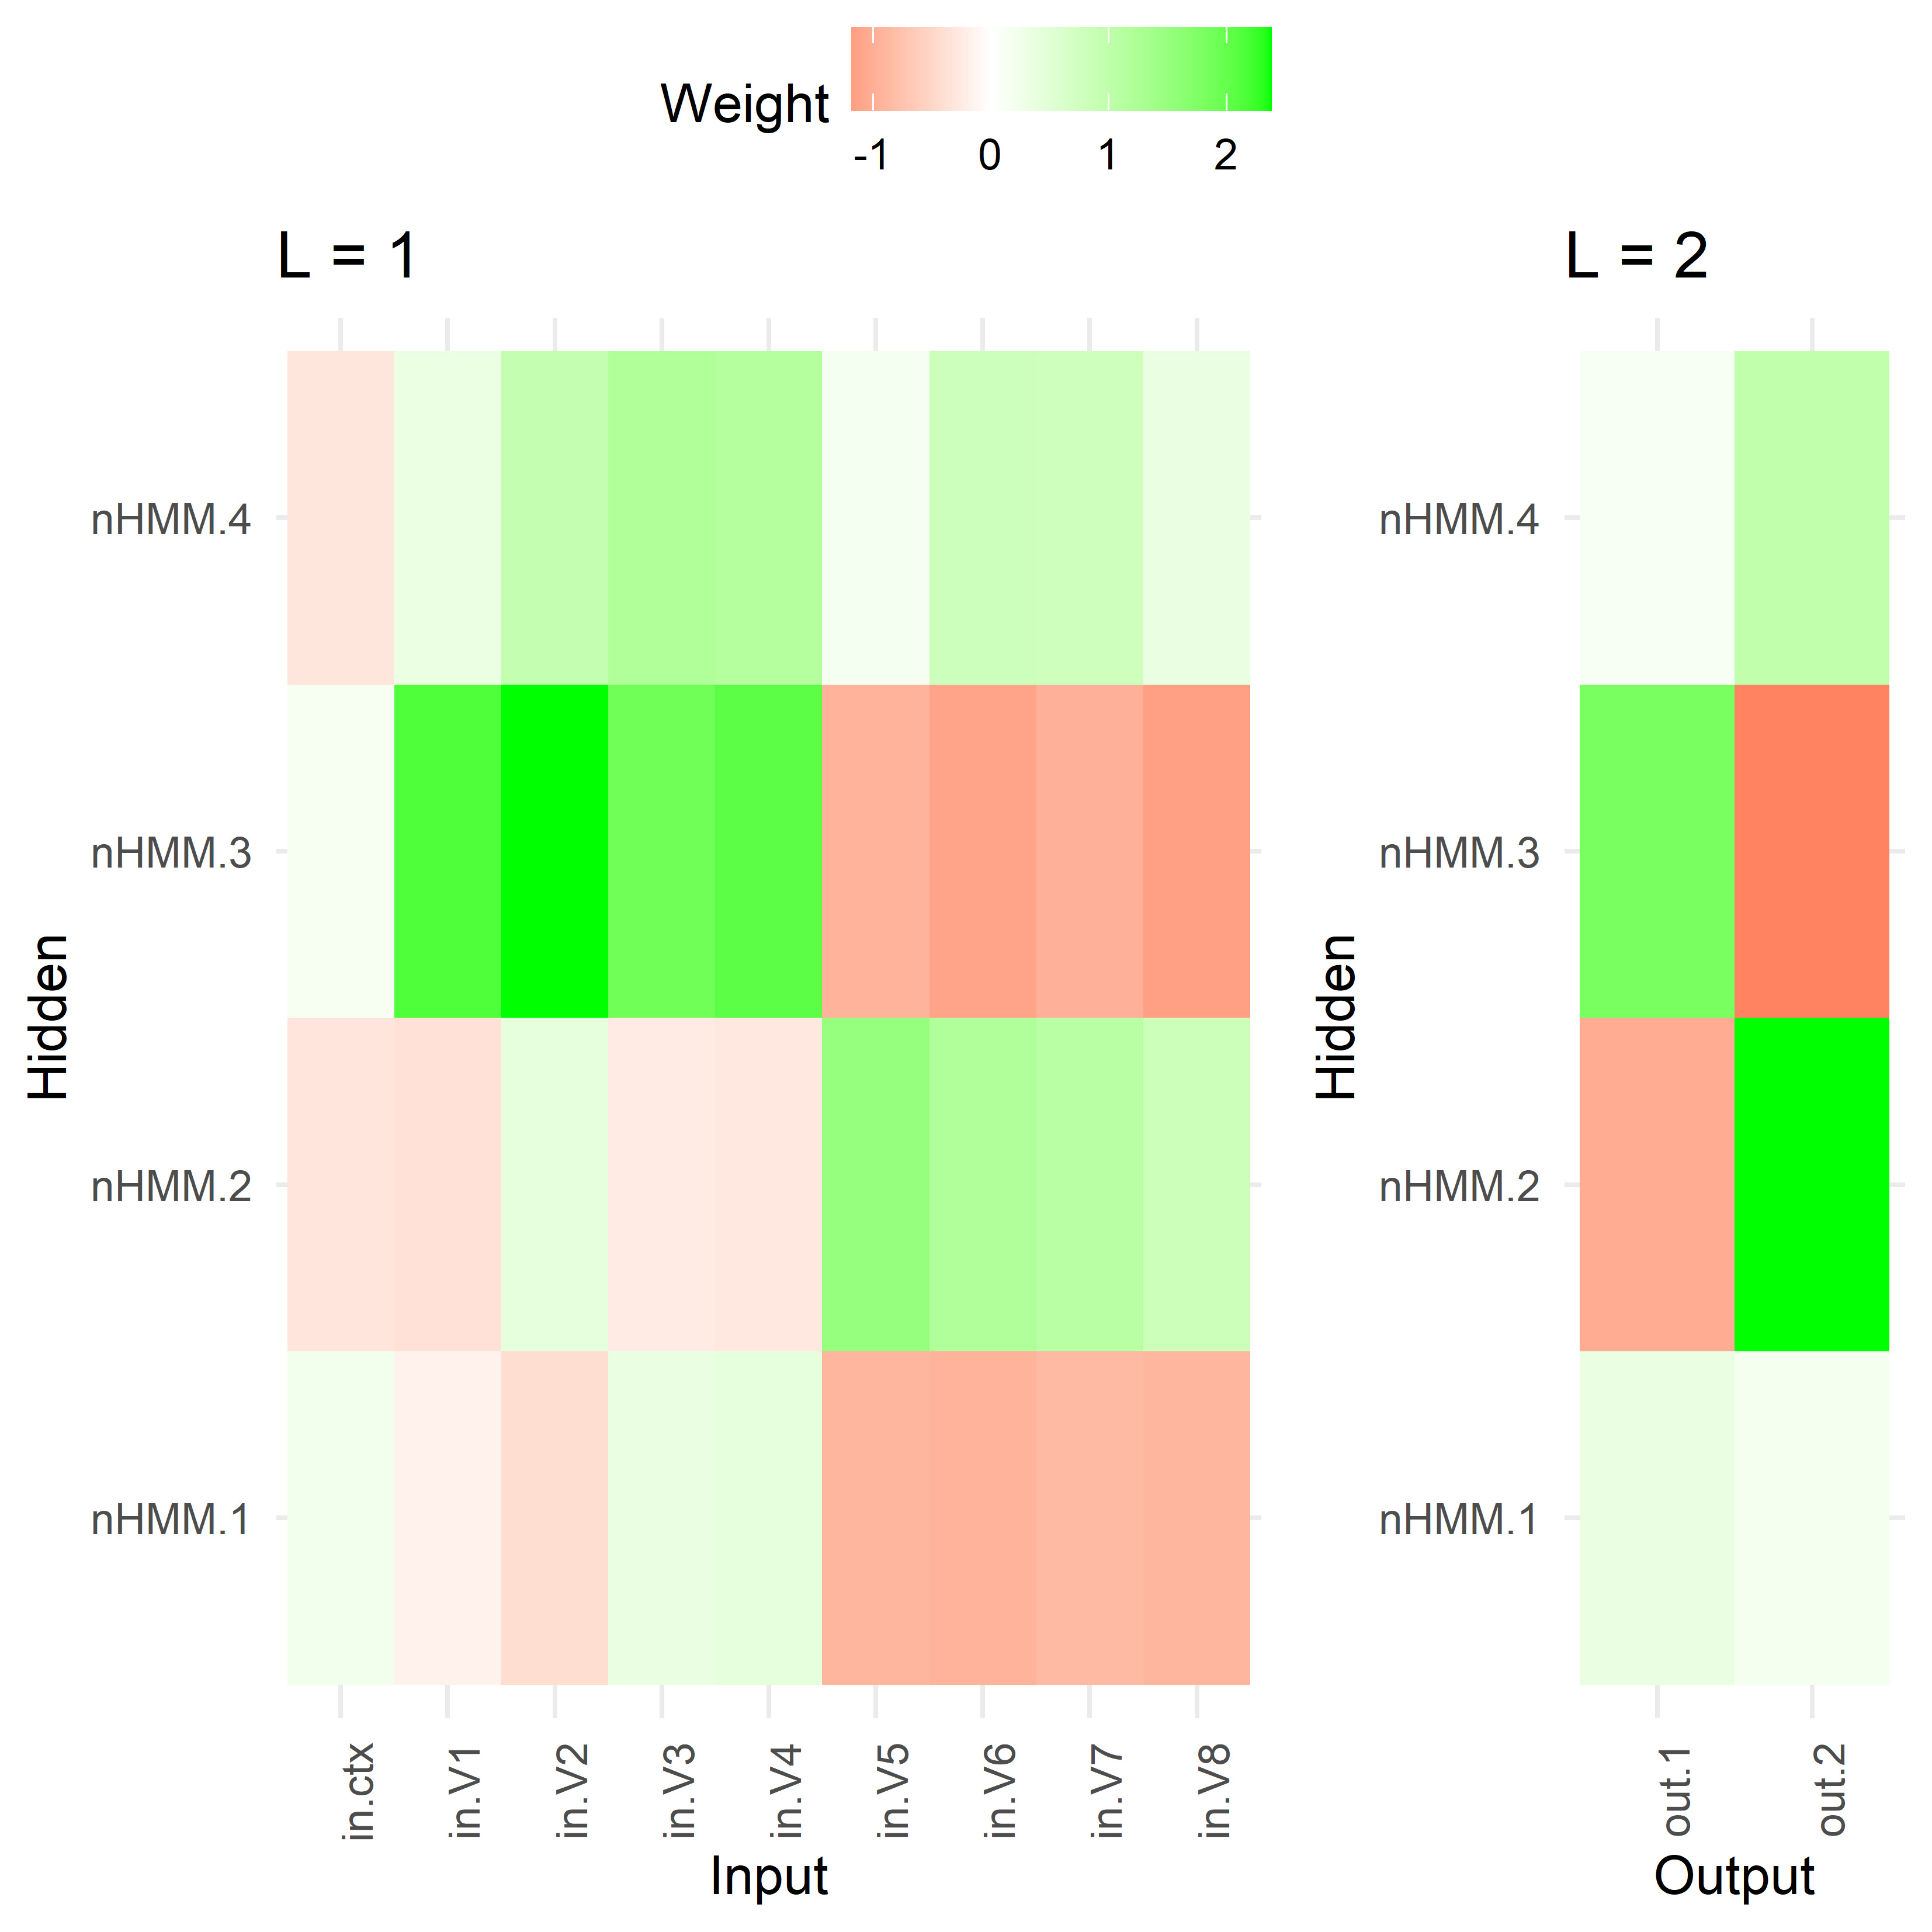 Weight
-1 0 1 2
L = 1
L = 2
nHMM.4
nHMM.3
nHMM.2
nHMM.1
Hidden
in.ctx in.V1 in.V2 in.V3 in.V4 in.V5 in.V6 in.V7 in.V8
Input
nHMM.4
nHMM.3
nHMM.2
nHMM.1
Hidden
out.1 out.2
Output